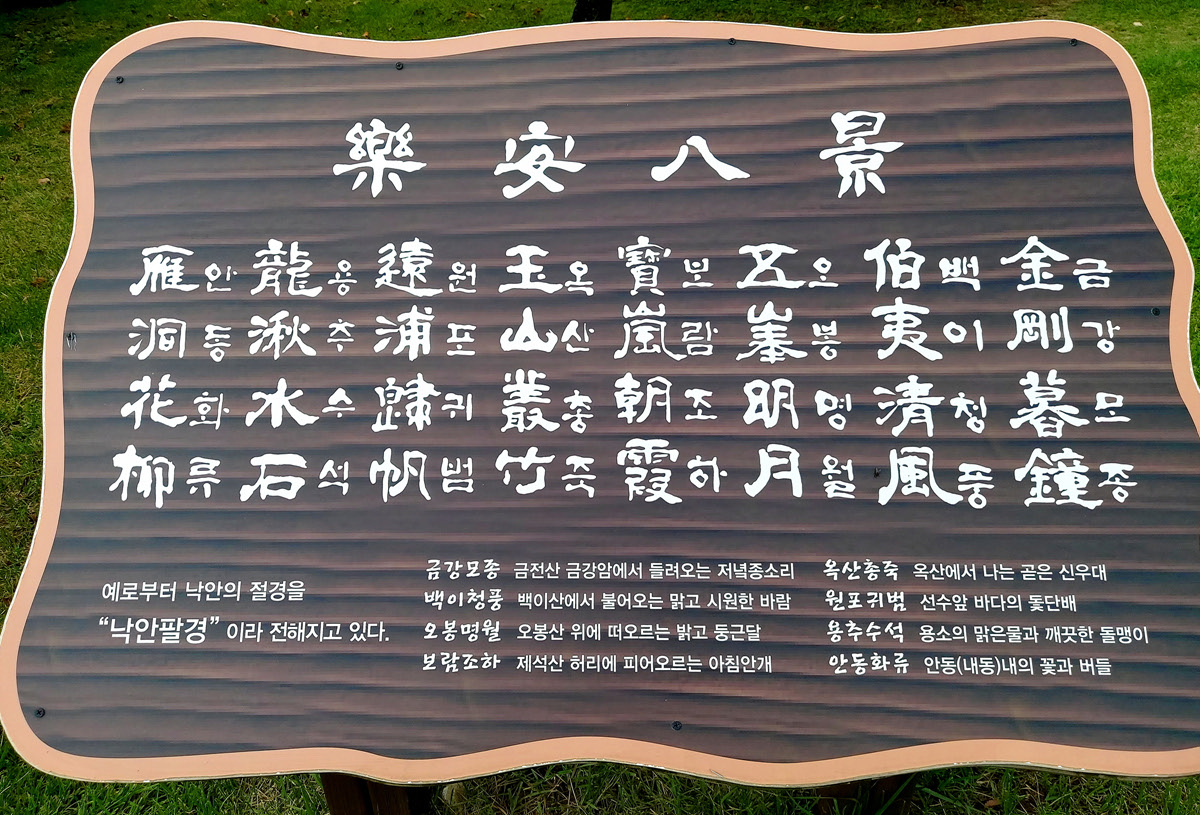 樂安八景
金금剛강暮모鐘종
伯백夷이清청風풍
五오峯봉明명月월
寶보嵐람朝조霞하
玉옥山산叢총竹죽
遠원浦포歸귀帆범
龍용湫추水수石석
雁안洞동花화柳류
예로부터 낙안의 절경을
“낙안팔경” 이라 전해지고 있다.
금강모종 금전산 금강암에서 들려오는 저녁종소리
백이청풍 백이산에서 불어오는 맑고 시원한 바람
오봉명월 오봉산 위에 떠오르는 밝고 둥근달
보람조하 제석산 허리에 피어오르는 아침안개
옥산총죽 옥산에서 나는 곧은 신우대
원포귀범 선수앞 바다의 돛단배
용추수석 용소의 맑은물과 깨끗한 돌맹이
안동화류 안동(내동)내의 꽃과 버들